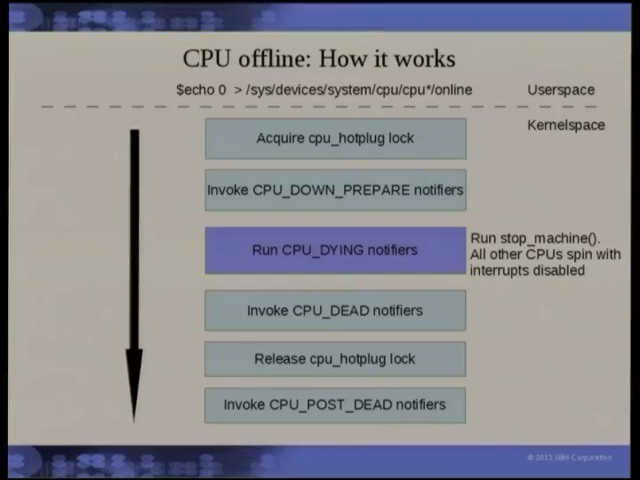 CPU offline: How it works
$echo 0 > /sys/devices/system/cpu/cpu*/online
Userspace
Kernelspace
Acquire cpu_hotplug lock
Invoke CPU_DOWN_PREPARE notifiers
Run CPU_DYING notifiers
Run stop_machine().
All other CPUs spin with
interrupts disabled
Invoke CPU_DEAD notifiers
Release cpu_hotplug lock
Invoke CPU_POST_DEAD notifiers
© 2013 IBM Corporation